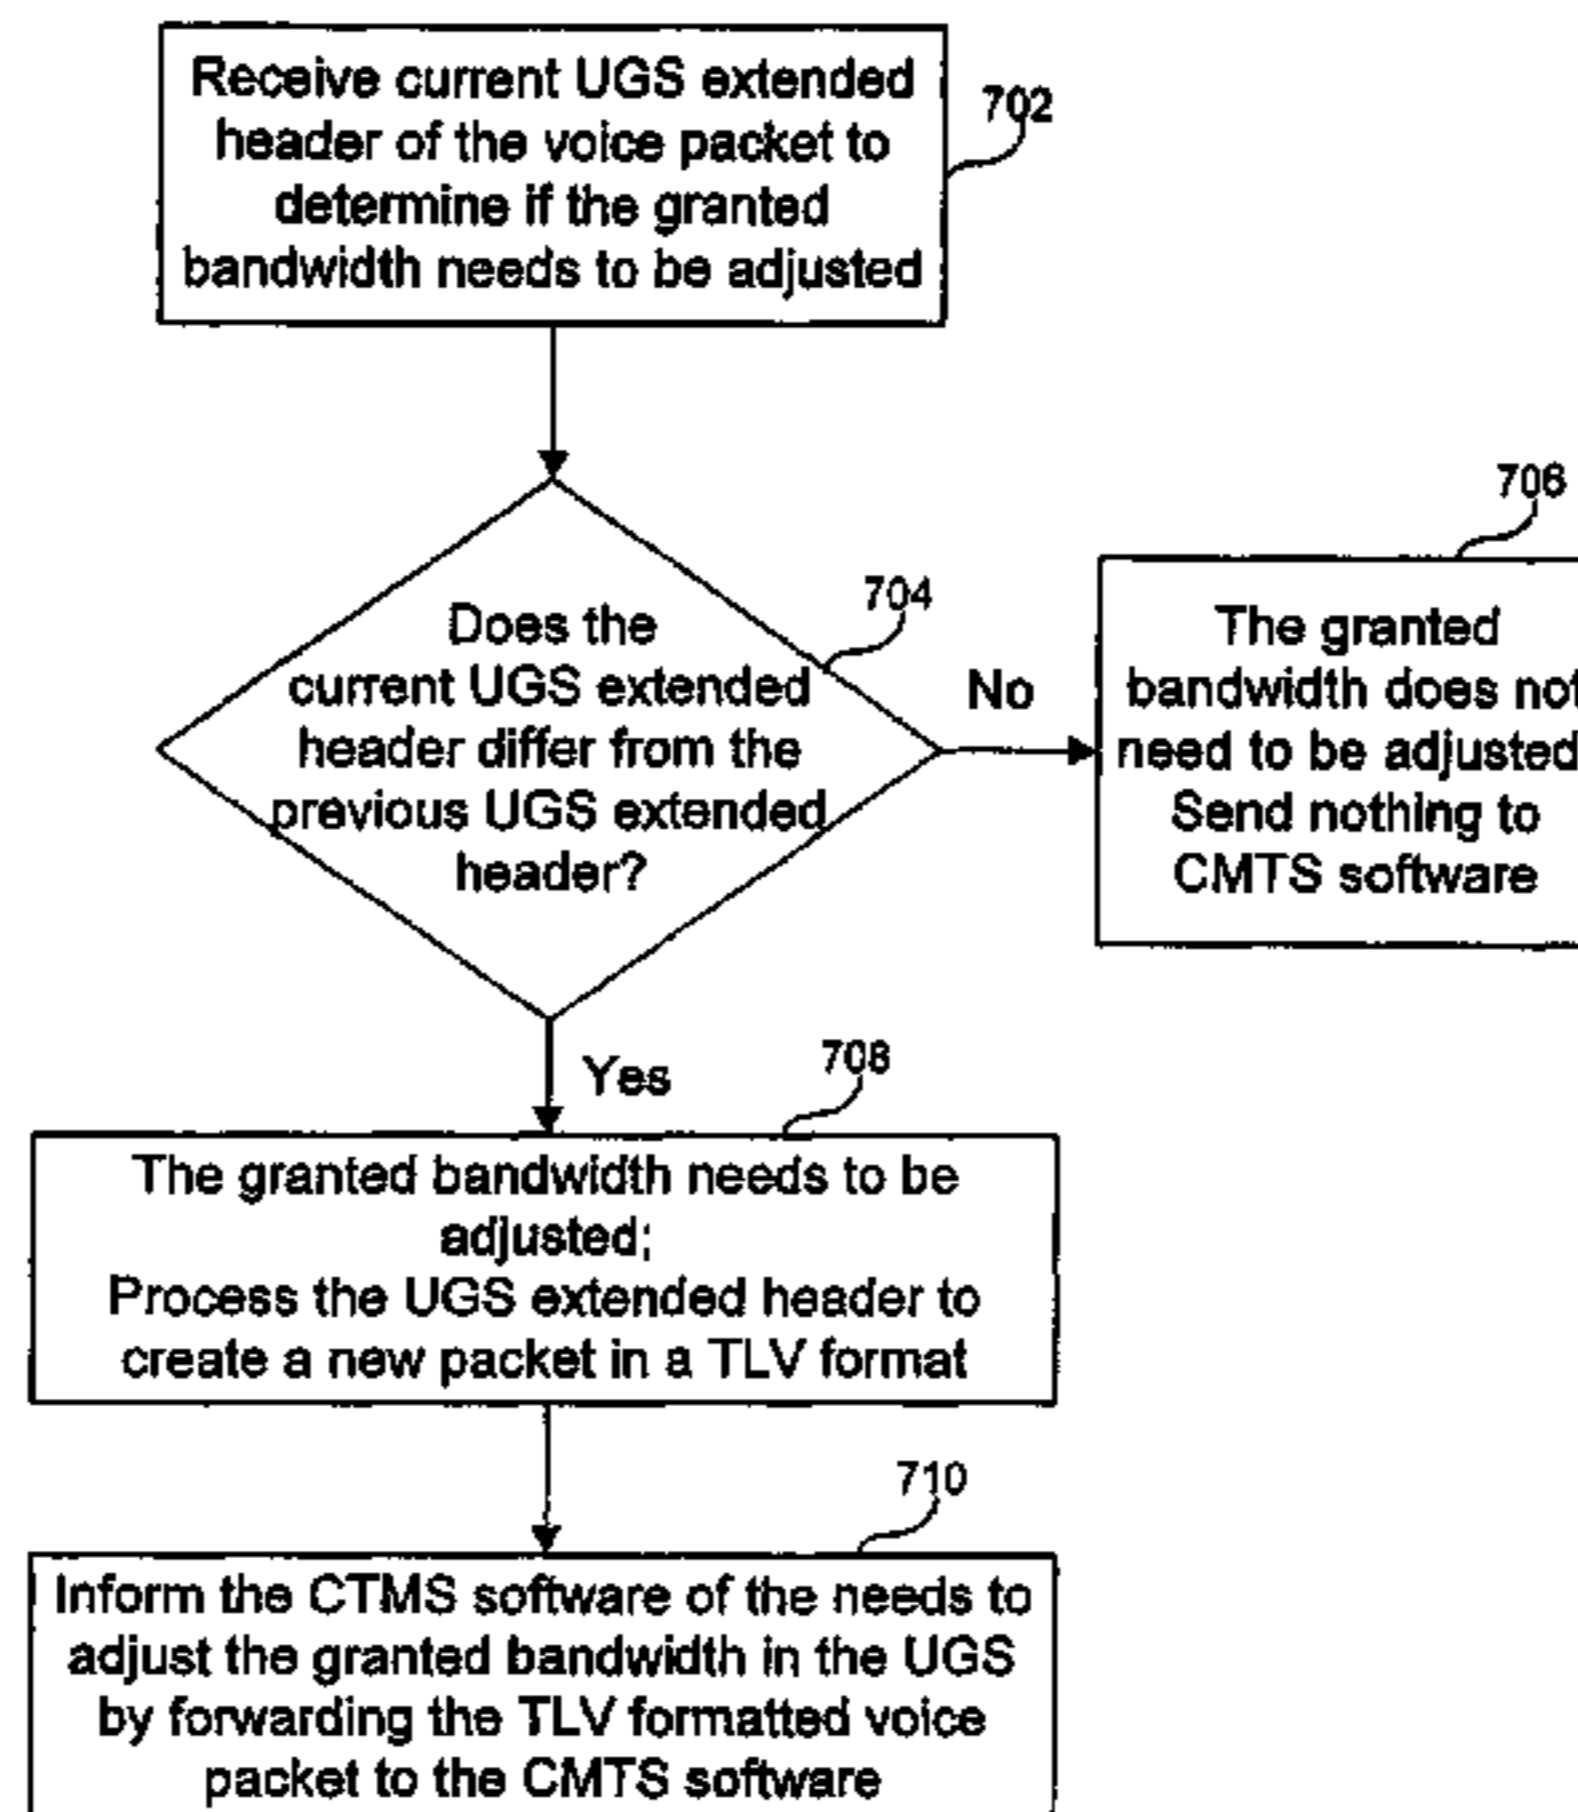 Receive current UGS extended
header of the voice packet to
determine if the granted
bandwidth needs to be adjusted
702
Does the
current UGS extended
header differ from the
previous UGS extended
header?
704
No
706
The granted
bandwidth does not
need to be adjusted
Send nothing to
CMTS software
Yes
708
The granted bandwidth needs to be
adjusted;
Process the UGS extended header to
create a new packet in a TLV format
710
Inform the CTMS software of the needs to
adjust the granted bandwidth in the UGS
by forwarding the TLV formatted voice
packet to the CMTS software